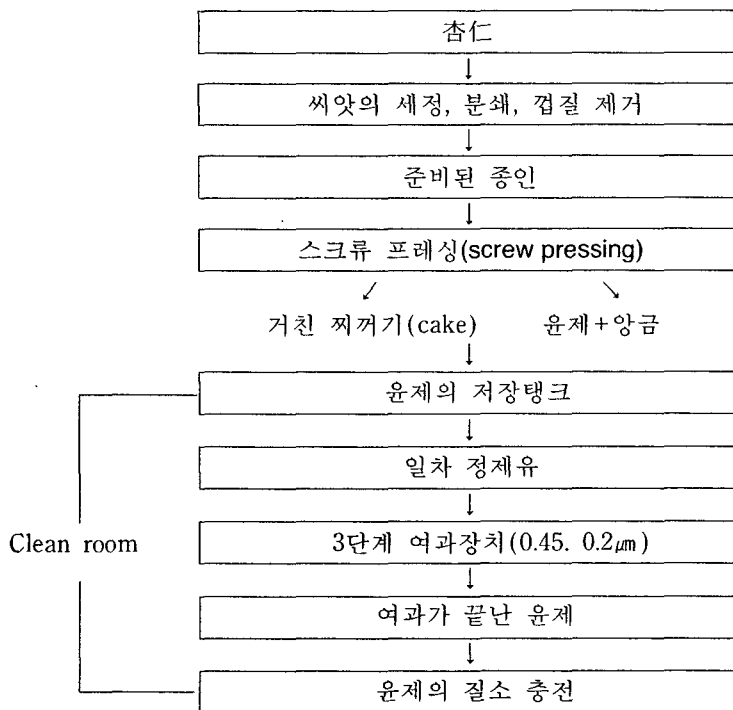 杏仁
씨앗의 세정, 분쇄, 껍질 제거
준비된 종인
스크류 프레싱(screw pressing)
거친 찌꺼기(cake) 윤제+앙금
윤제의 저장탱크
일차 정제유
Clean room 3단계 여과장치(0.45. 0.2㎛)
여과가 끝난 윤제
윤제의 질소 충전